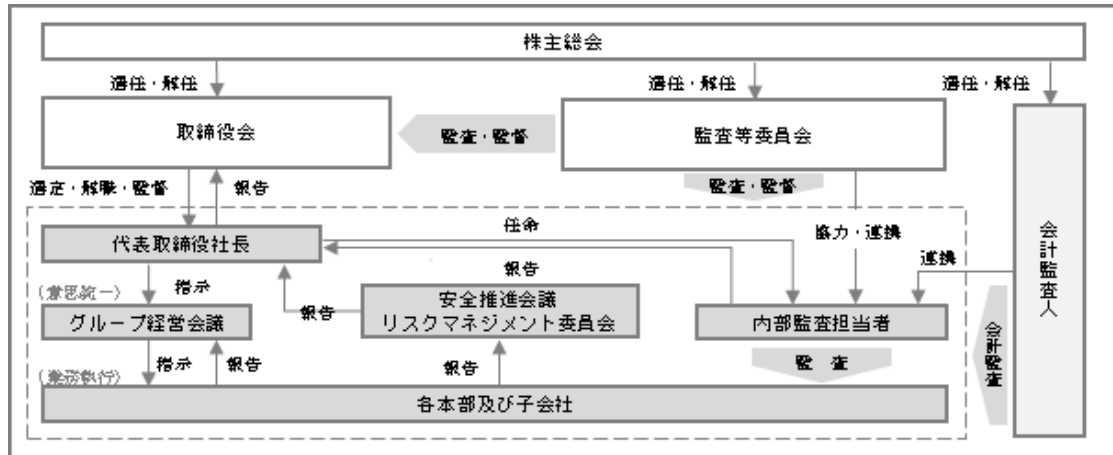 株主総会
選任・解任
選任・解任
選任・解任
取締役会
監査・監督
監査等委員会
選定・解職・監督
報告
監査・監督
代表取締役社長
任命
協力・連携
連携
会計監査人
(意思統一)
指示
報告
報告
安全推進会議
リスクマネジメント委員会
グループ経営会議
内部監査担当者
会計監査
(業務執行)
指示
報告
報告
監 査
各本部及び子会社